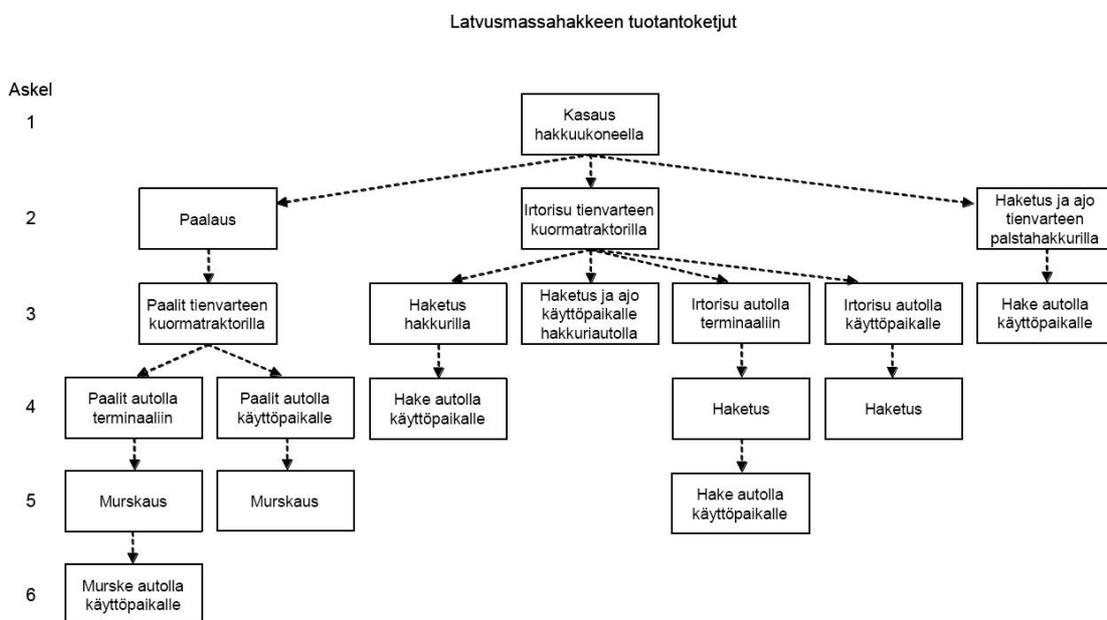 Latvusmassahakkeen tuotantoketjut
Askel
1
Kasaus
hakkuukoneella
2
Paalaus
Irtorisu tienvarteen
kuormatraktorilla
Haketus ja ajo
tienvarteen
palstahakkurilla
3
Paalit tienvarteen
kuormatraktorilla
Haketus
hakkurilla
Haketus ja ajo
käyttöpaikalle
hakkuriautolla
Irtorisu autolla
terminaaliin
Irtorisu autolla
käyttöpaikalle
Hake autolla
käyttöpaikalle
4
Paalit autolla
terminaaliin
Paalit autolla
käyttöpaikalle
Hake autolla
käyttöpaikalle
Haketus
Haketus
5
Murskaus
Murskaus
Hake autolla
käyttöpaikalle
6
Murske autolla
käyttöpaikalle